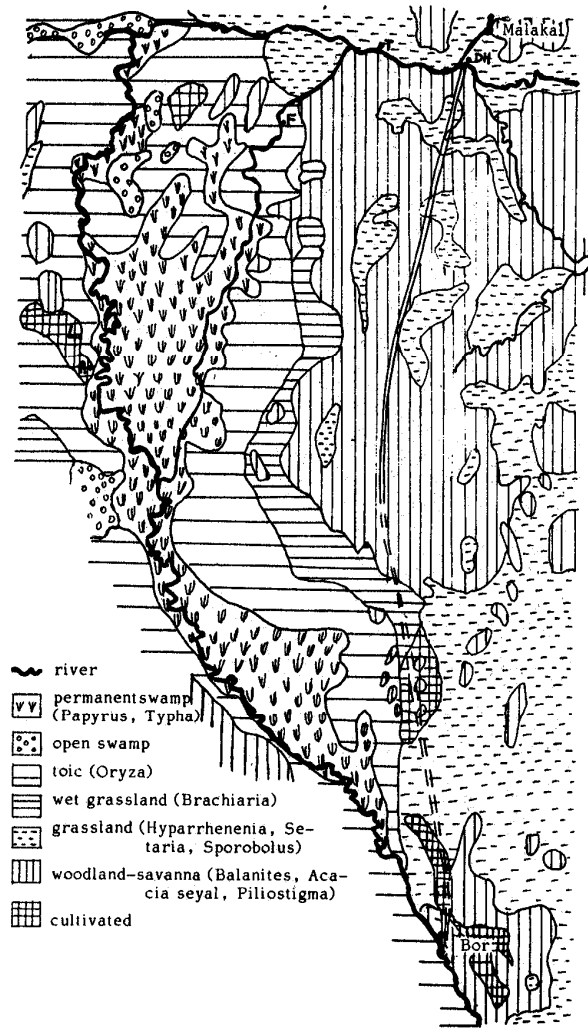 Malakal
T
DH
F
river
permanentswamp
(Papyrus, Typha)
open swamp
toic (Oryza)
wet grassland (Brachiaria)
grassland (Hyparrhenenia, Se-
taria, Sporobolus)
woodland-savanna (Balanites, Aca-
cia seyal, Piliostigma)
cultivated
Bor